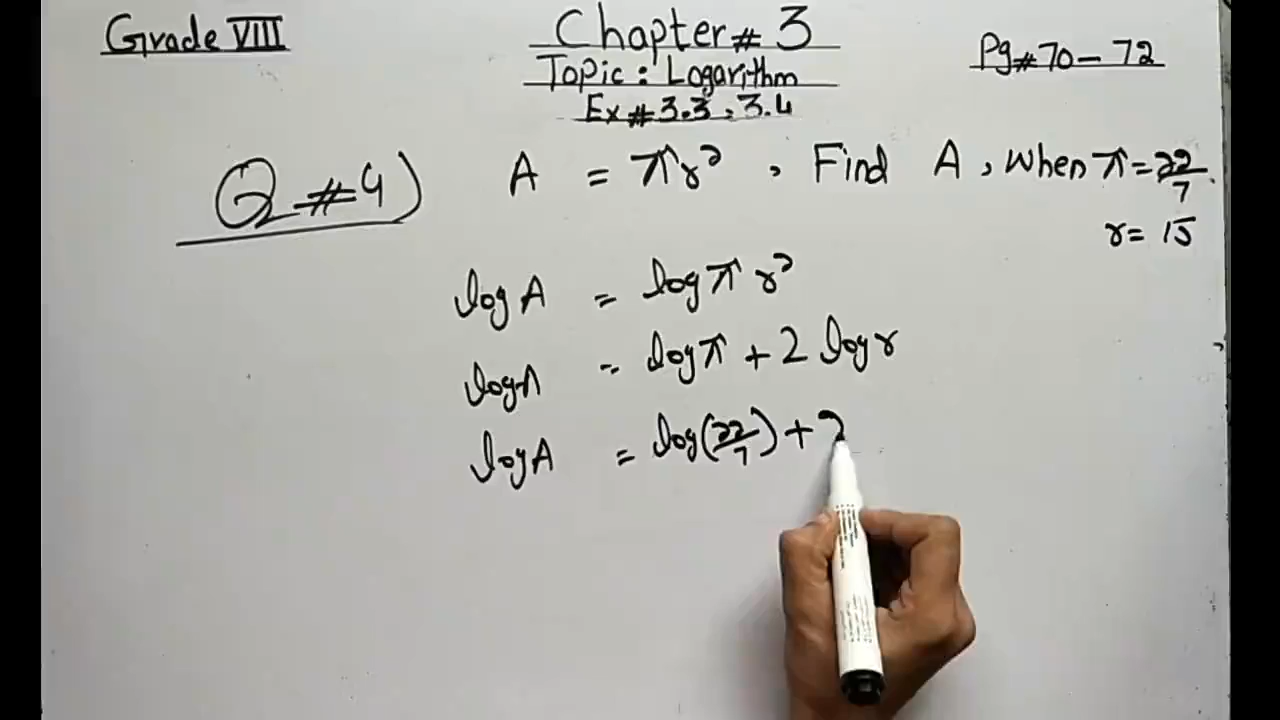 Grade VIII
Chapter # 3
Topic: Logarithm
Ex # 3.3, 3.4
Pg # 70 - 72
Q # 4)
A = πr², Find A, when π = 22/7.
r = 15
log A = log π r²
log A = log π + 2 log r
log A = log(22/7) + 2